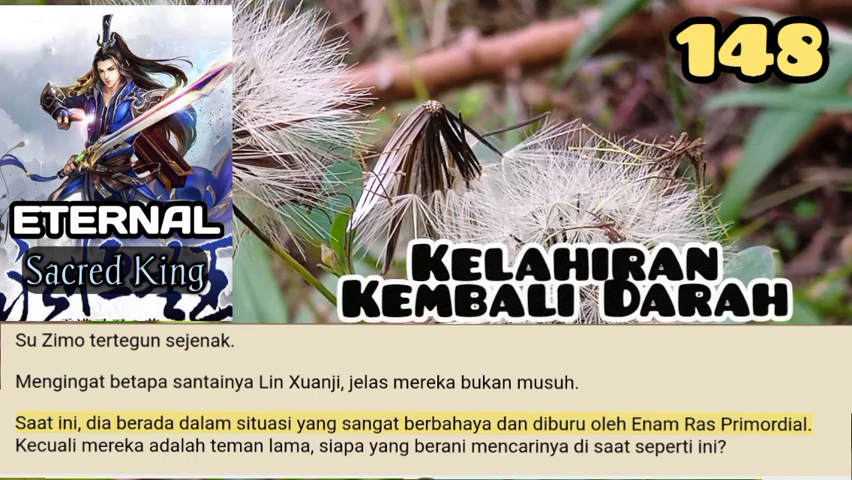 148
ETERNAL
Sacred King
KELAHIRAN
KEMBALI DARAH
Su Zimo tertegun sejenak.
Mengingat betapa santainya Lin Xuanji, jelas mereka bukan musuh.
Saat ini, dia berada dalam situasi yang sangat berbahaya dan diburu oleh Enam Ras Primordial.
Kecuali mereka adalah teman lama, siapa yang berani mencarinya di saat seperti ini?